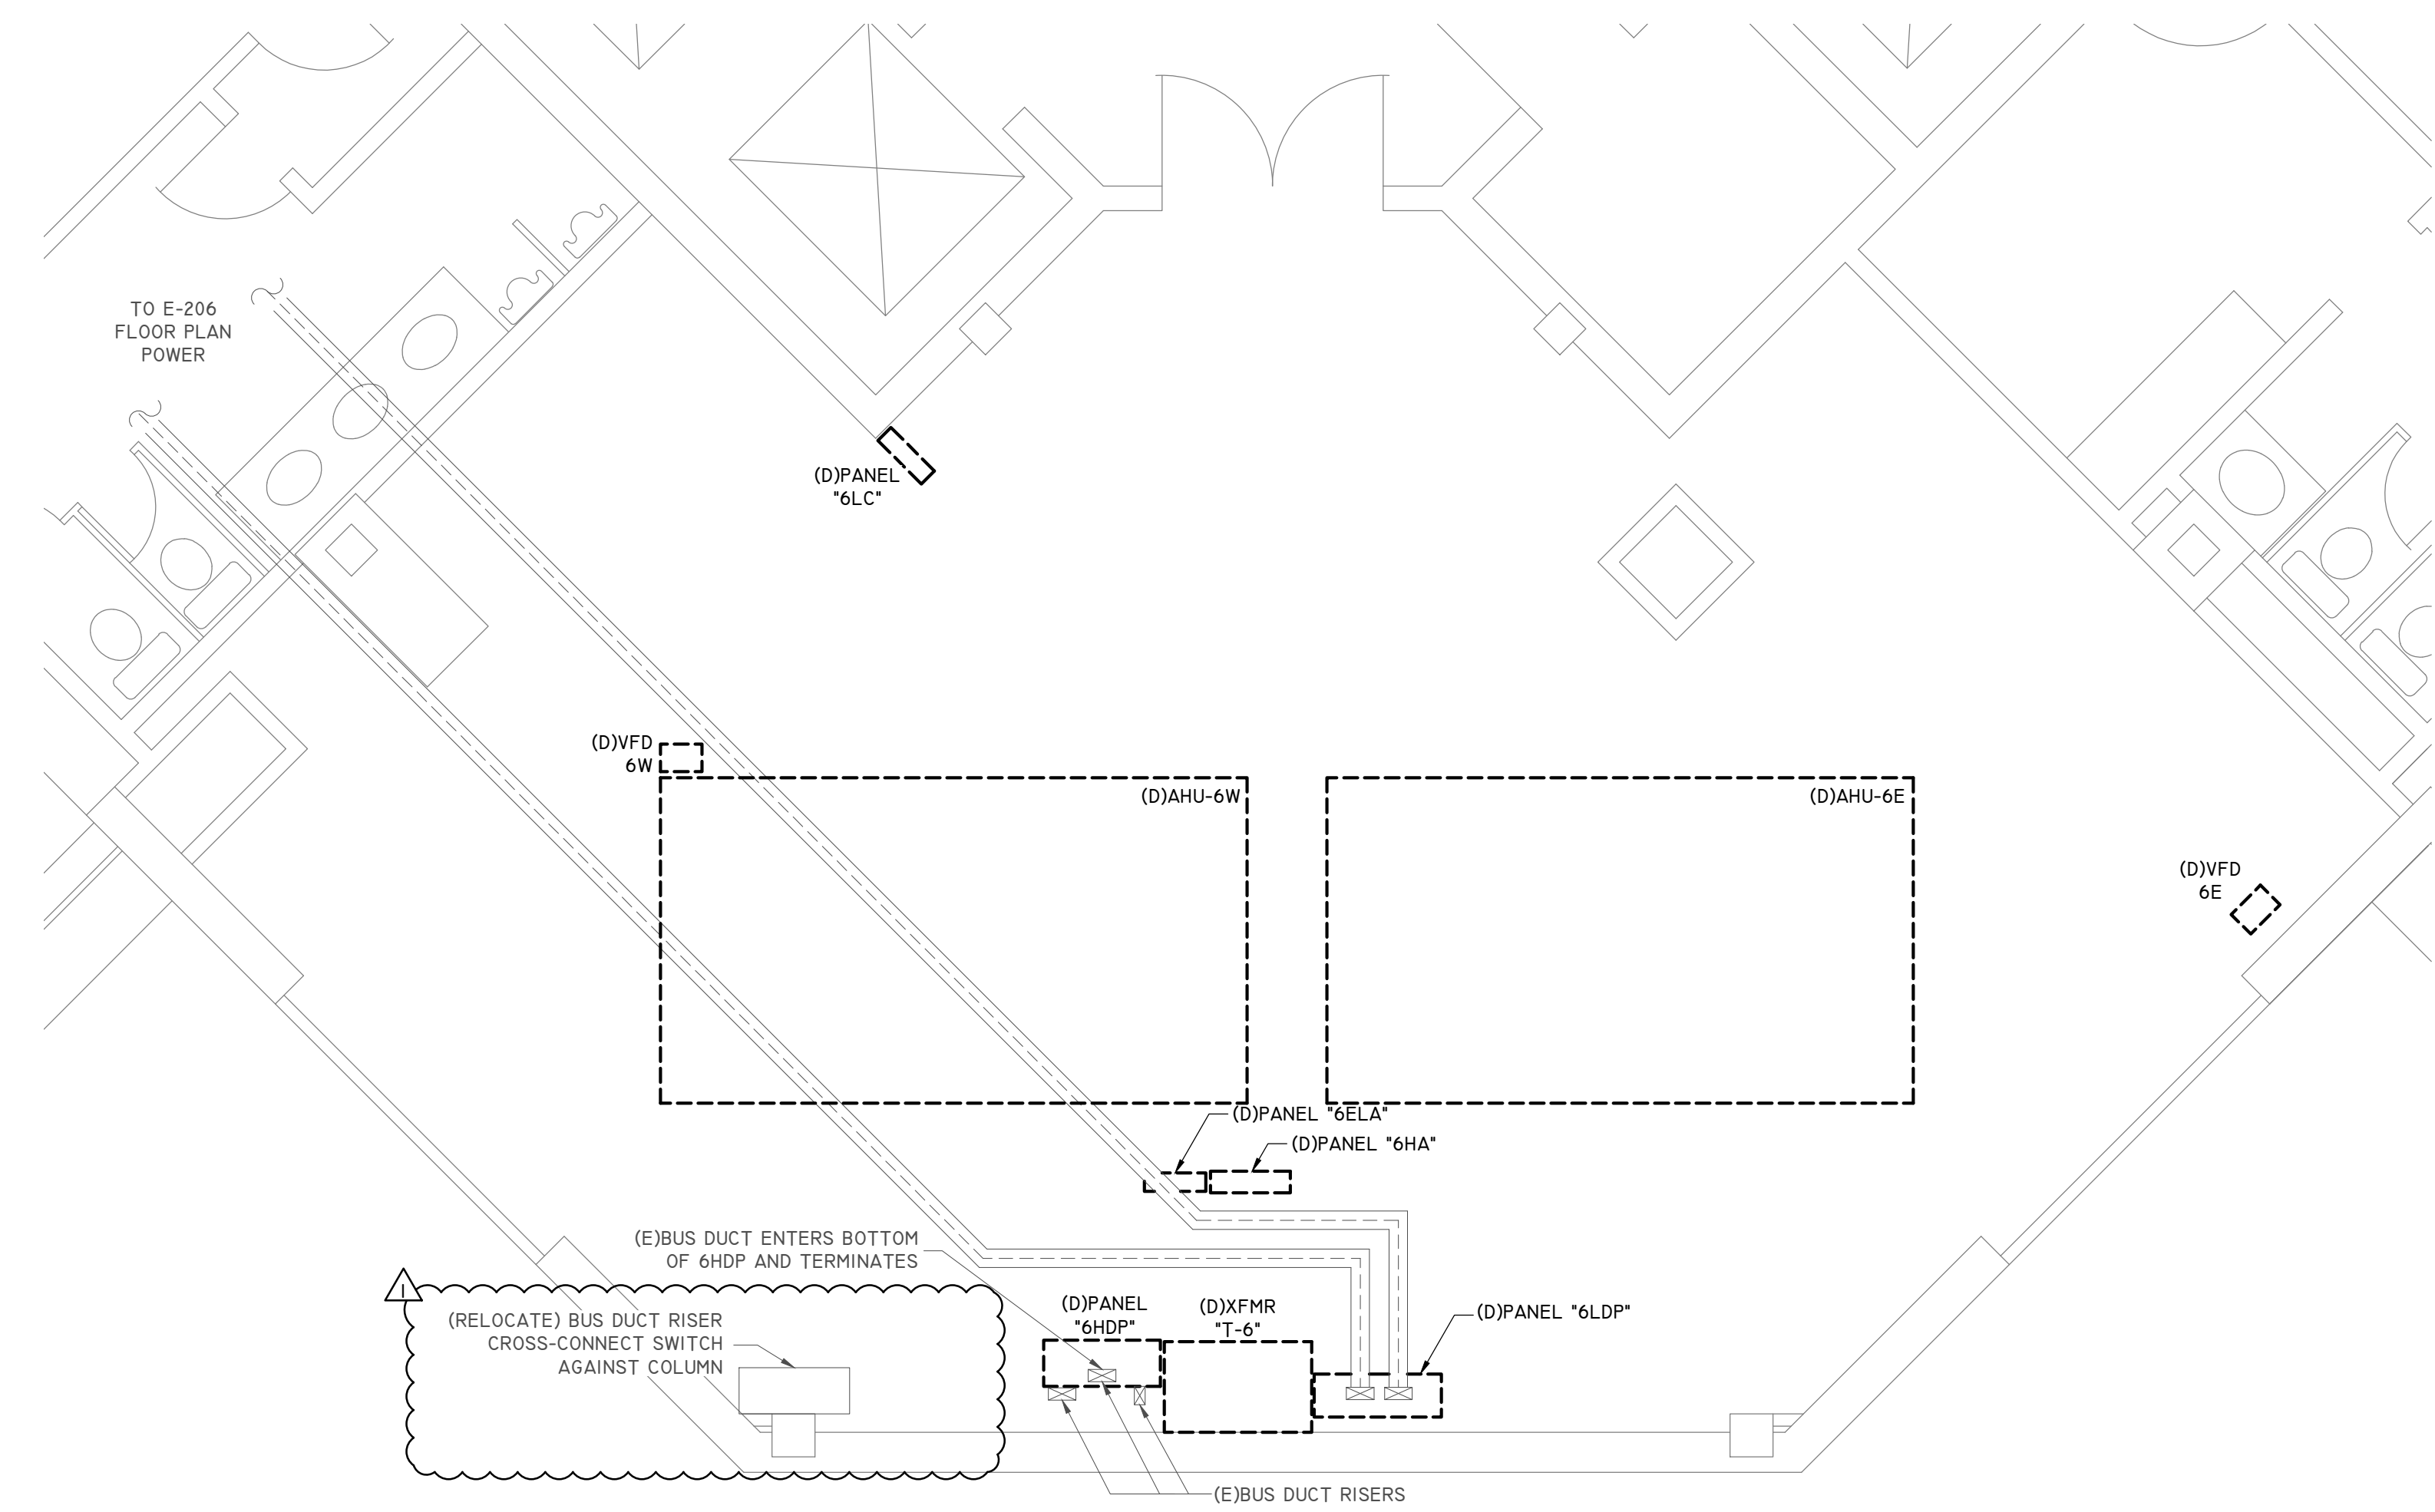 TO E-206
FLOOR PLAN
POWER
(D)PANEL
"6LC"
(D)VFD
6W
(D)AHU-6W
(D)AHU-6E
(D)VFD
6E
(D)PANEL "6ELA"
(D)PANEL "6HA"
(E)BUS DUCT ENTERS BOTTOM
OF 6HDP AND TERMINATES
1
(RELOCATE) BUS DUCT RISER
CROSS-CONNECT SWITCH
AGAINST COLUMN
(D)PANEL
"6HDP"
(D)XFMR
"T-6"
(D)PANEL "6LDP"
(E)BUS DUCT RISERS